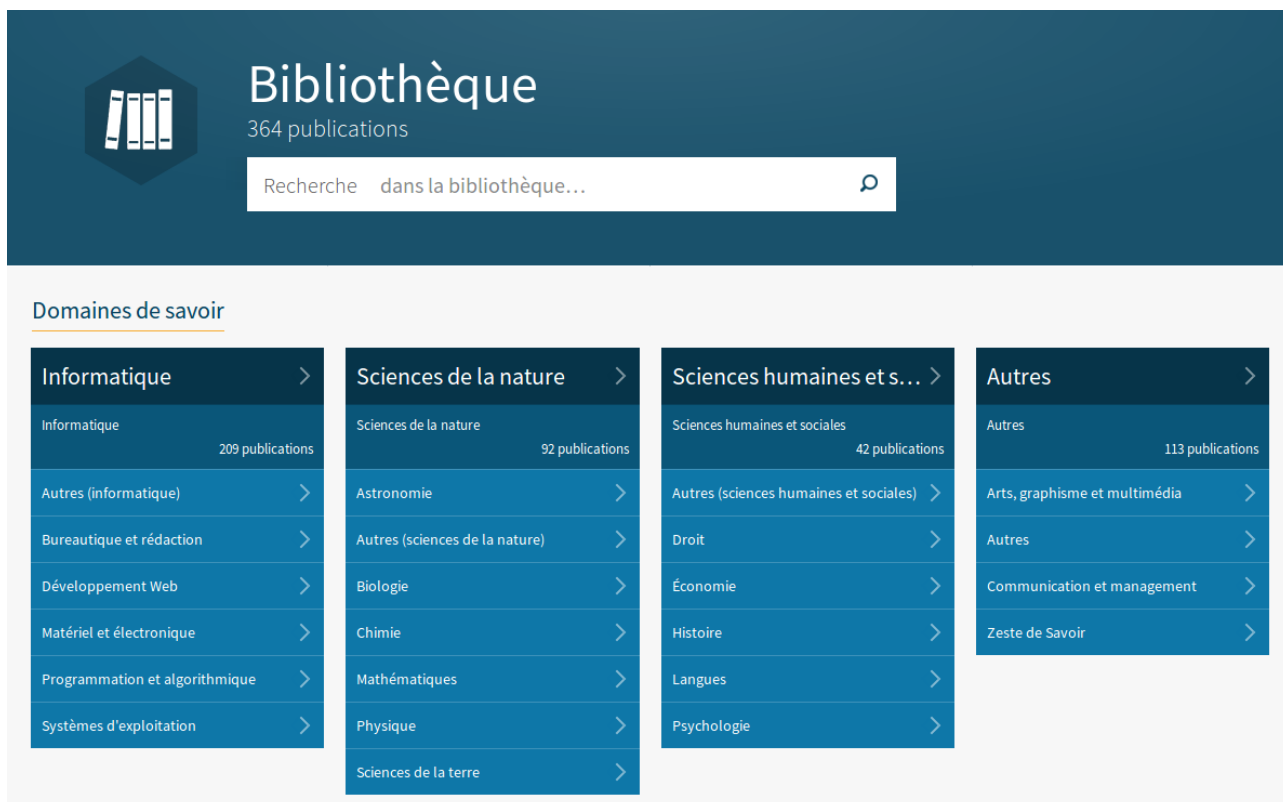 Bibliothèque
364 publications
Recherche dans la bibliothèque…
Domaines de savoir
Informatique
Informatique
209 publications
Autres (informatique)
Bureautique et rédaction
Développement Web
Matériel et électronique
Programmation et algorithmique
Systèmes d'exploitation
Sciences de la nature
Sciences de la nature
92 publications
Astronomie
Autres (sciences de la nature)
Biologie
Chimie
Mathématiques
Physique
Sciences de la terre
Sciences humaines et s…
Sciences humaines et sociales
42 publications
Autres (sciences humaines et sociales)
Droit
Économie
Histoire
Langues
Psychologie
Autres
Autres
113 publications
Arts, graphisme et multimédia
Autres
Communication et management
Zeste de Savoir